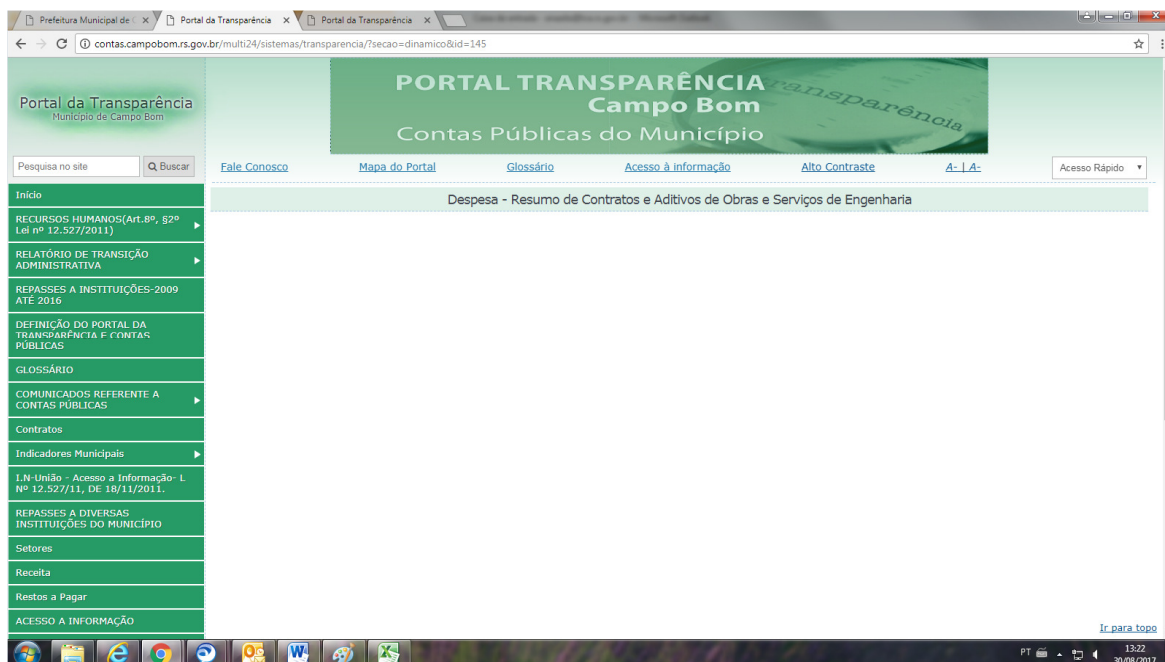 Prefeitura Municipal de
Portal da Transparência
Portal da Transparência
contas.campobom.rs.gov.br/multi24/sistemas/transparencia/?secao=dinamico&id=145
Portal da Transparência
Município de Campo Bom
PORTAL TRANSPARÊNCIA
Campo Bom
Contas Públicas do Município
transparência
Pesquisa no site
Buscar
Fale Conosco
Mapa do Portal
Glossário
Acesso à informação
Alto Contraste
A- | A-
Acesso Rápido
Despesa - Resumo de Contratos e Aditivos de Obras e Serviços de Engenharia
Início
RECURSOS HUMANOS(Art.8º, §2º
Lei nº 12.527/2011)
RELATÓRIO DE TRANSIÇÃO
ADMINISTRATIVA
REPASSES A INSTITUIÇÕES-2009
ATÉ 2016
DEFINIÇÃO DO PORTAL DA
TRANSPARÊNCIA E CONTAS
PÚBLICAS
GLOSSÁRIO
COMUNICADOS REFERENTE A
CONTAS PÚBLICAS
Contratos
Indicadores Municipais
I.N-União - Acesso a Informação- L
Nº 12.527/11, DE 18/11/2011.
REPASSES A DIVERSAS
INSTITUIÇÕES DO MUNICÍPIO
Setores
Receita
Restos a Pagar
ACESSO A INFORMAÇÃO
Ir para topo
PT
13:22
30/08/2017